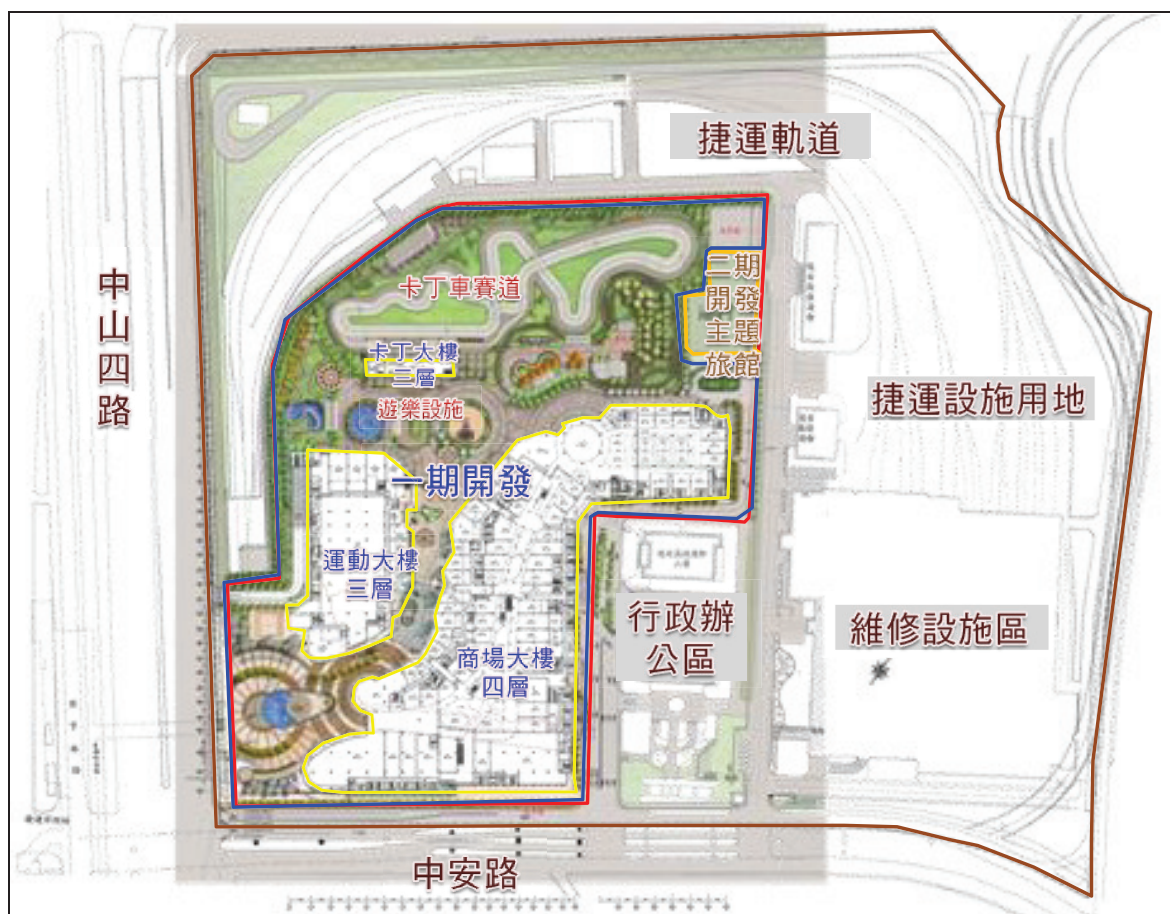 捷運軌道
中山四路
卡丁車賽道
二期
開發
主題
旅館
卡丁大樓
三層
遊樂設施
捷運設施用地
一期開發
運動大樓
三層
行政辦
公區
維修設施區
商場大樓
四層
中安路